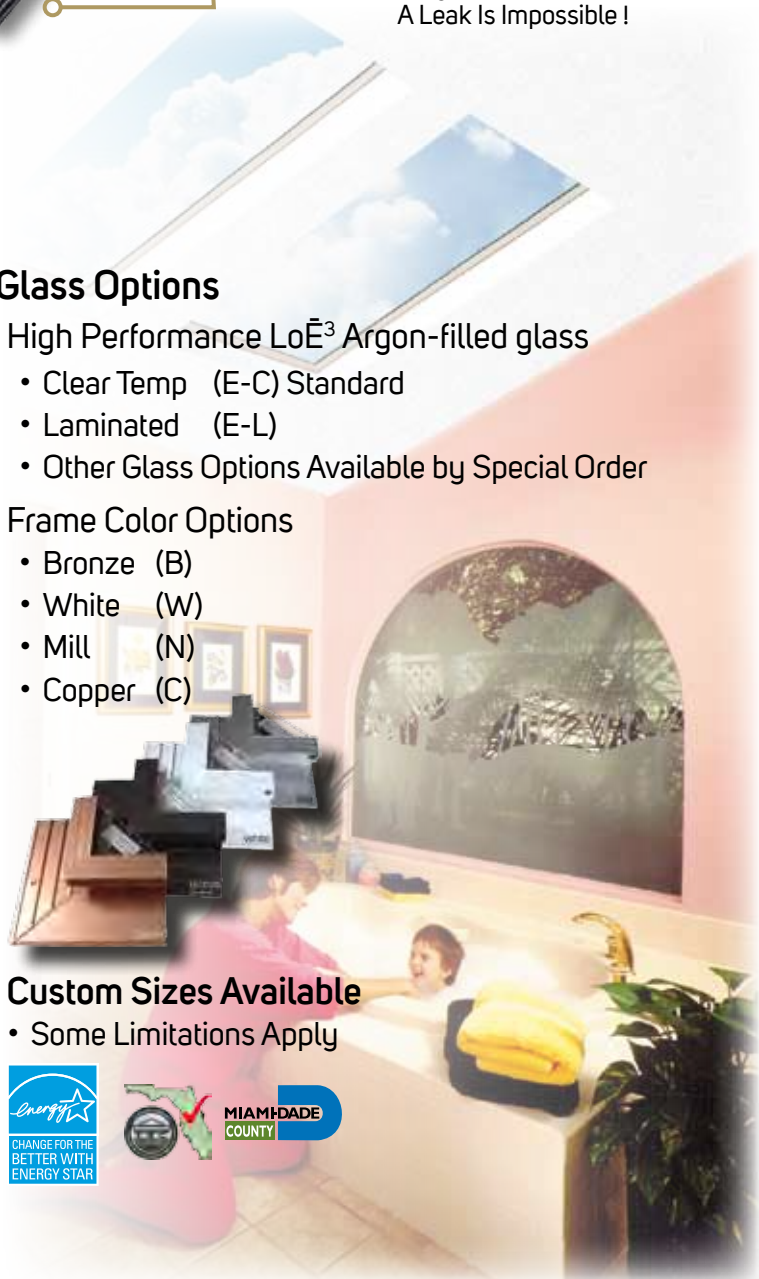 A Leak Is Impossible !
Glass Options
High Performance LoĒ³ Argon-filled glass
• Clear Temp (E-C) Standard
• Laminated (E-L)
• Other Glass Options Available by Special Order
Frame Color Options
• Bronze (B)
• White (W)
• Mill (N)
• Copper (C)
Custom Sizes Available
• Some Limitations Apply
energy
CHANGE FOR THE
BETTER WITH
ENERGY STAR
MIAMI-DADE
COUNTY